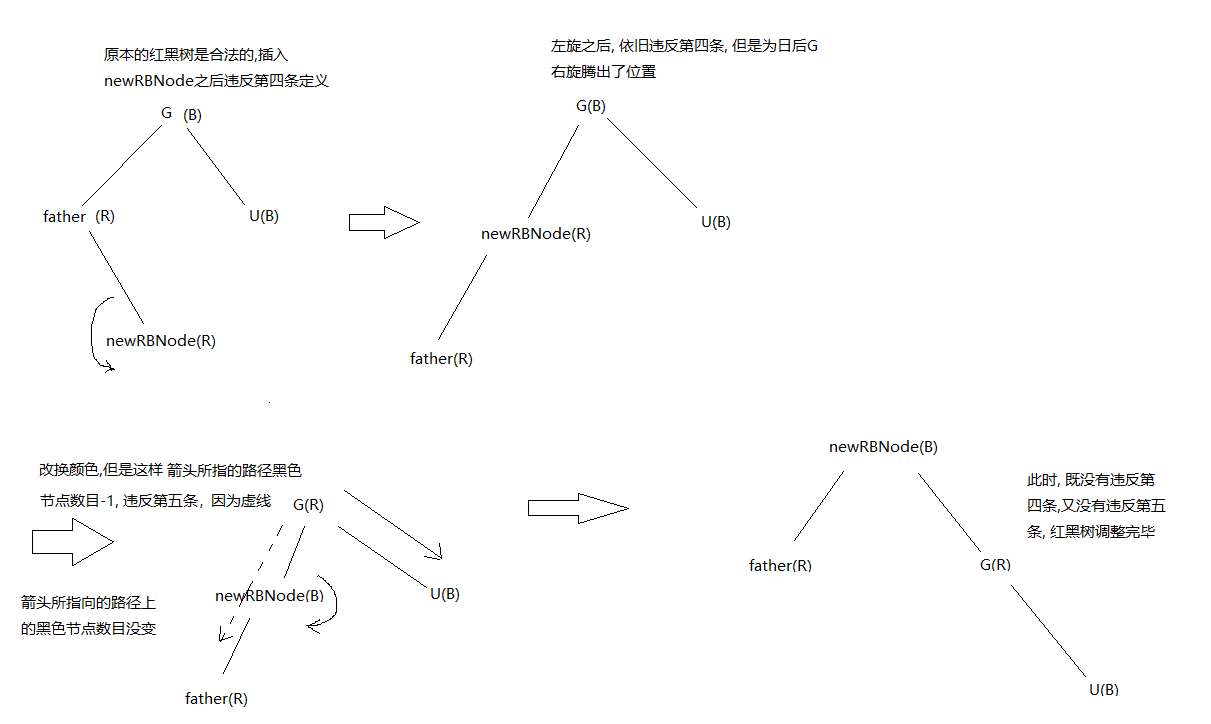 原本的红黑树是合法的,插入
newRBNode之后违反第四条定义
G (B)
father (R)
U(B)
newRBNode(R)
左旋之后, 依旧违反第四条, 但是为日后G
右旋腾出了位置
G(B)
newRBNode(R)
U(B)
father(R)
改换颜色,但是这样 箭头所指的路径黑色
节点数目-1, 违反第五条，因为虚线
G(R)
箭头所指向的路径上
的黑色节点数目没变
newRBNode(B)
U(B)
father(R)
newRBNode(B)
father(R)
G(R)
U(B)
此时, 既没有违反第
四条,又没有违反第五
条, 红黑树调整完毕